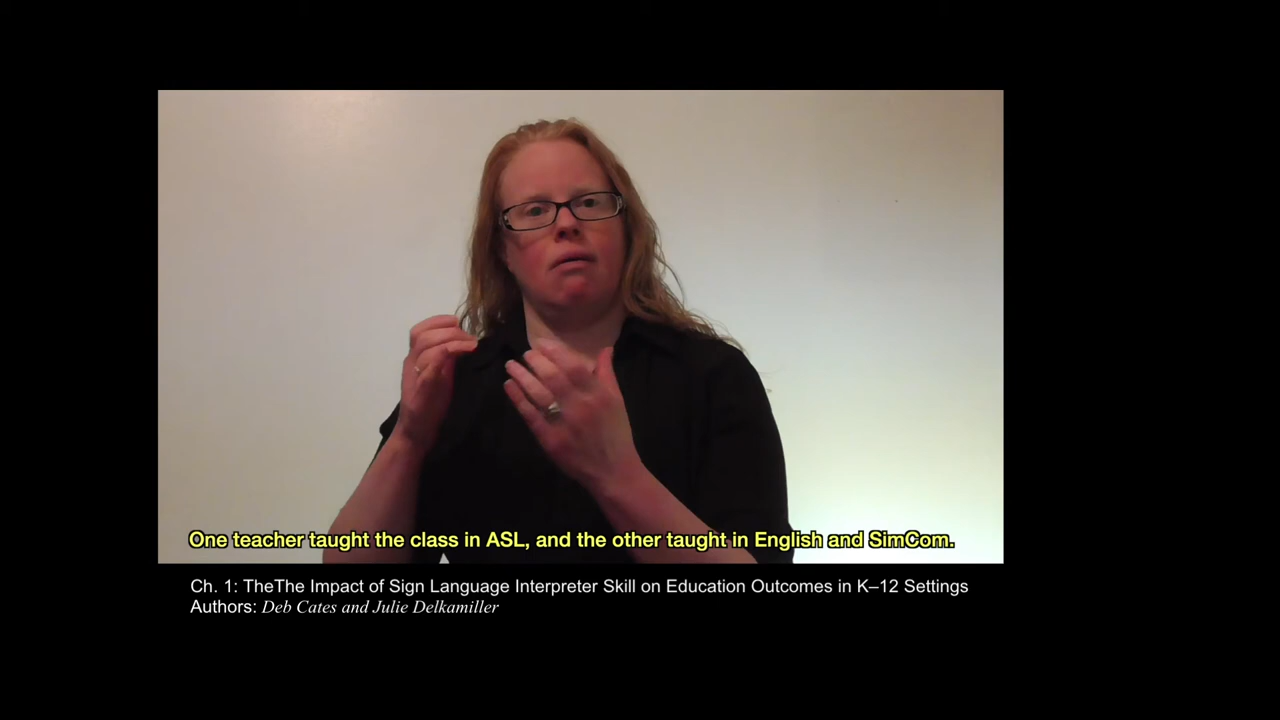 One teacher taught the class in ASL, and the other taught in English and SimCom.
Ch. 1: TheThe Impact of Sign Language Interpreter Skill on Education Outcomes in K–12 Settings
Authors: Deb Cates and Julie Delkamiller